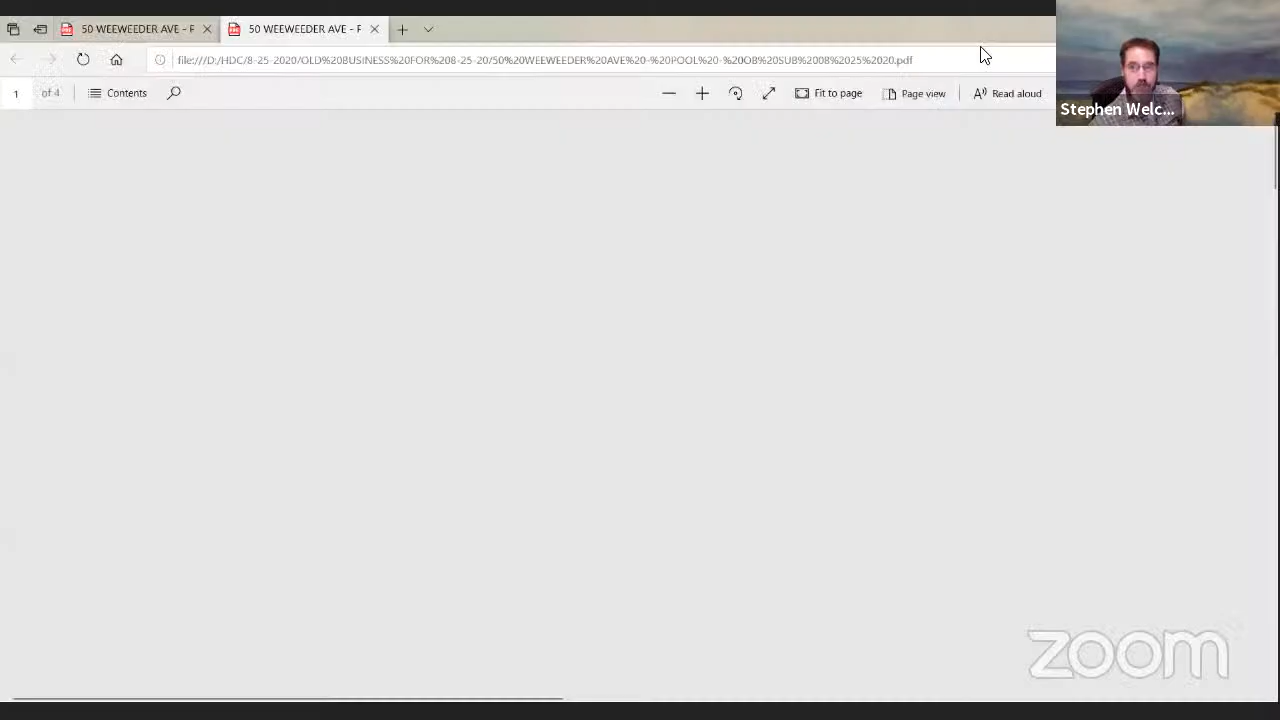 50 WEEWEEDER AVE - F
50 WEEWEEDER AVE - F
file:///D:/HDC/8-25-2020/OLD%20BUSINESS%20FOR%208-25-20/50%20WEEWEEDER%20AVE%20-%20POOL%20-%20OB%20SUB%2008%2025%2020.pdf
1 of 4 Contents Fit to page Page view Read aloud
Stephen Welc...
zoom